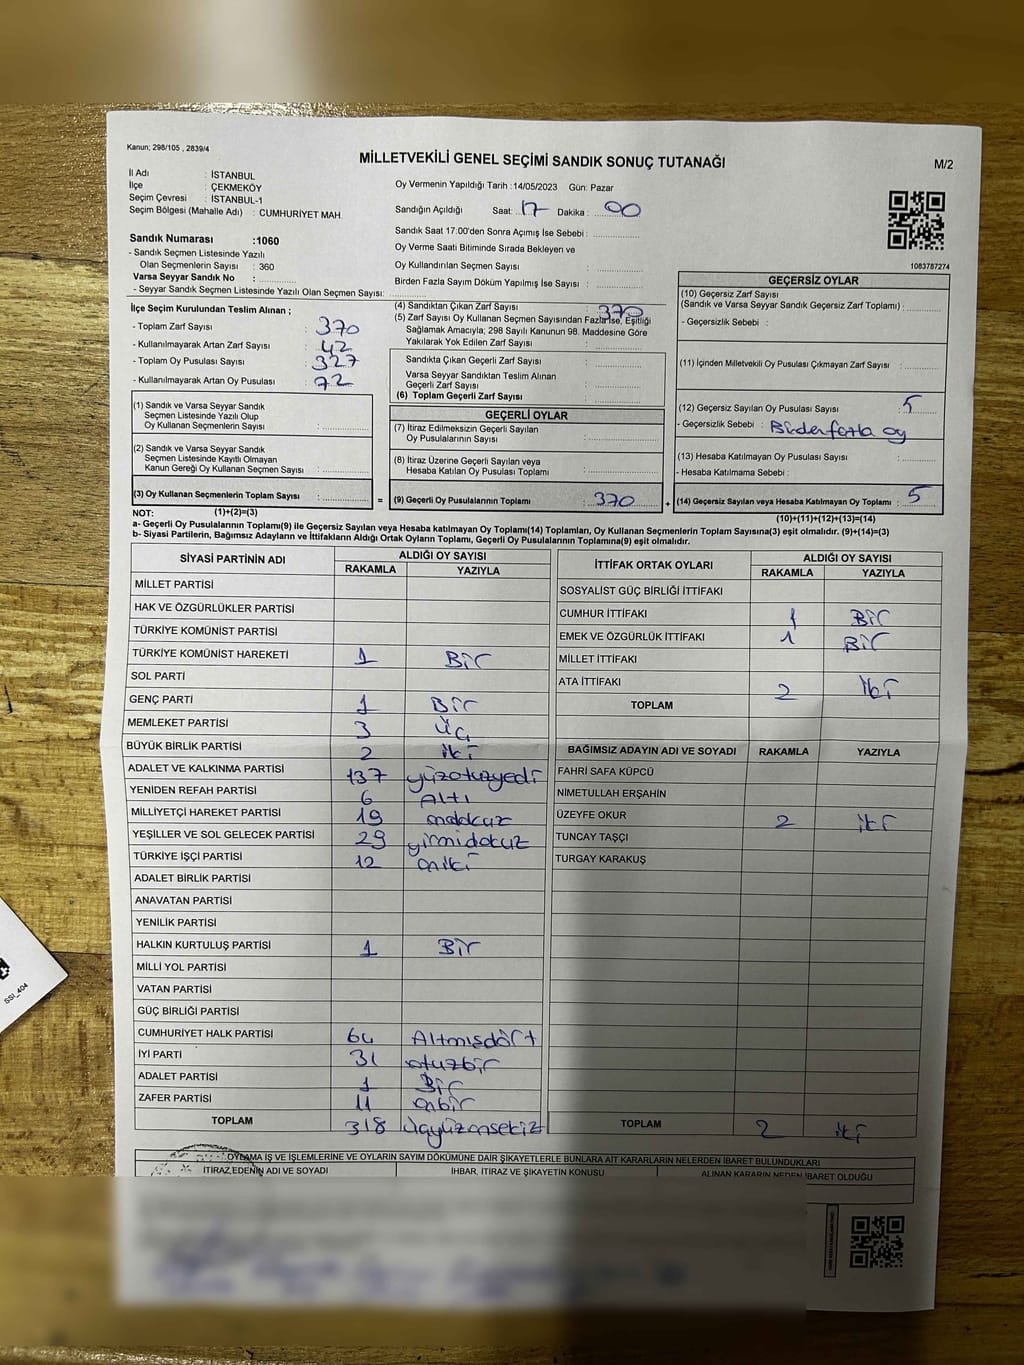 Kanun; 298/105 , 2839/4
MİLLETVEKİLİ GENEL SEÇİMİ SANDIK SONUÇ TUTANAĞI
M/2
İl Adı : İSTANBUL
İlçe : ÇEKMEKÖY
Seçim Çevresi : İSTANBUL-1
Seçim Bölgesi (Mahalle Adı) : CUMHURİYET MAH.
Oy Vermenin Yapıldığı Tarih :14/05/2023 Gün: Pazar
Sandığın Açıldığı Saat: 17 Dakika : 00
Sandık Saat 17:00'den Sonra Açımış İse Sebebi :
Oy Verme Saati Bitiminde Sırada Bekleyen ve
Oy Kullandırılan Seçmen Sayısı :
Birden Fazla Sayım Döküm Yapılmış İse Sayısı :
1083787274
Sandık Numarası :1060
- Sandık Seçmen Listesinde Yazılı
Olan Seçmenlerin Sayısı : 360
Varsa Seyyar Sandık No :
- Seyyar Sandık Seçmen Listesinde Yazılı Olan Seçmen Sayısı:
İlçe Seçim Kurulundan Teslim Alınan ;
- Toplam Zarf Sayısı : 370
- Kullanılmayarak Artan Zarf Sayısı : 42
- Toplam Oy Pusulası Sayısı : 327
- Kullanılmayarak Artan Oy Pusulası : 72
(4) Sandıktan Çıkan Zarf Sayısı : 370
(5) Zarf Sayısı Oy Kullanan Seçmen Sayısından Fazla İse, Eşitliği
Sağlamak Amacıyla; 298 Sayılı Kanunun 98. Maddesine Göre
Yakılarak Yok Edilen Zarf Sayısı :
Sandıkta Çıkan Geçerli Zarf Sayısı :
Varsa Seyyar Sandıktan Teslim Alınan
Geçerli Zarf Sayısı :
(6) Toplam Geçerli Zarf Sayısı :
GEÇERSİZ OYLAR
(10) Geçersiz Zarf Sayısı
(Sandık ve Varsa Seyyar Sandık Geçersiz Zarf Toplamı) :
- Geçersizlik Sebebi :
(11) İçinden Milletvekili Oy Pusulası Çıkmayan Zarf Sayısı :
(12) Geçersiz Sayılan Oy Pusulası Sayısı : 5
- Geçersizlik Sebebi : Birden fazla oy
(13) Hesaba Katılmayan Oy Pusulası Sayısı :
- Hesaba Katılmama Sebebi :
(14) Geçersiz Sayılan veya Hesaba Katılmayan Oy Toplamı : 5
(10)+(11)+(12)+(13)=(14)
(1) Sandık ve Varsa Seyyar Sandık
Seçmen Listesinde Yazılı Olup
Oy Kullanan Seçmenlerin Sayısı :
(2) Sandık ve Varsa Seyyar Sandık
Seçmen Listesinde Kayıtlı Olmayan
Kanun Gereği Oy Kullanan Seçmen Sayısı :
(3) Oy Kullanan Seçmenlerin Toplam Sayısı :
=
GEÇERLİ OYLAR
(7) İtiraz Edilmeksizin Geçerli Sayılan
Oy Pusulalarının Sayısı :
(8) İtiraz Üzerine Geçerli Sayılan veya
Hesaba Katılan Oy Pusulası Toplamı :
(9) Geçerli Oy Pusulalarının Toplamı : 370
+
NOT: (1)+(2)=(3)
a- Geçerli Oy Pusulalarının Toplamı(9) ile Geçersiz Sayılan veya Hesaba katılmayan Oy Toplamı(14) Toplamları, Oy Kullanan Seçmenlerin Toplam Sayısına(3) eşit olmalıdır. (9)+(14)=(3)
b- Siyasi Partilerin, Bağımsız Adayların ve İttifakların Aldığı Ortak Oyların Toplamı, Geçerli Oy Pusulalarının Toplamına(9) eşit olmalıdır.
SİYASİ PARTİNİN ADI ALDIĞI OY SAYISI
RAKAMLA YAZIYLA
MİLLET PARTİSİ
HAK VE ÖZGÜRLÜKLER PARTİSİ
TÜRKİYE KOMÜNİST PARTİSİ
TÜRKİYE KOMÜNİST HAREKETİ 1 Bir
SOL PARTİ
GENÇ PARTİ 1 Bir
MEMLEKET PARTİSİ 3 Üç
BÜYÜK BİRLİK PARTİSİ 2 iki
ADALET VE KALKINMA PARTİSİ 137 yüzotuzyedi
YENİDEN REFAH PARTİSİ 6 Altı
MİLLİYETÇİ HAREKET PARTİSİ 19 ondokuz
YEŞİLLER VE SOL GELECEK PARTİSİ 29 yirmidokuz
TÜRKİYE İŞÇİ PARTİSİ 12 oniki
ADALET BİRLİK PARTİSİ
ANAVATAN PARTİSİ
YENİLİK PARTİSİ
HALKIN KURTULUŞ PARTİSİ 1 Bir
MİLLİ YOL PARTİSİ
VATAN PARTİSİ
GÜÇ BİRLİĞİ PARTİSİ
CUMHURİYET HALK PARTİSİ 64 Altmışdört
İYİ PARTİ 31 otuzbir
ADALET PARTİSİ 1 Bir
ZAFER PARTİSİ 11 onbir
TOPLAM 318 üçyüzonsekiz
İTTİFAK ORTAK OYLARI ALDIĞI OY SAYISI
RAKAMLA YAZIYLA
SOSYALİST GÜÇ BİRLİĞİ İTTİFAKI
CUMHUR İTTİFAKI 1 Bir
EMEK VE ÖZGÜRLÜK İTTİFAKI 1 Bir
MİLLET İTTİFAKI
ATA İTTİFAKI
TOPLAM 2 iki
BAĞIMSIZ ADAYIN ADI VE SOYADI RAKAMLA YAZIYLA
FAHRİ SAFA KÜPCÜ
NİMETULLAH ERŞAHİN
ÜZEYFE OKUR 2 iki
TUNCAY TAŞÇI
TURGAY KARAKUŞ
TOPLAM 2 iki
OYLAMA İŞ VE İŞLEMLERİNE VE OYLARIN SAYIM DÖKÜMÜNE DAİR ŞİKAYETLERLE BUNLARA AİT KARARLARIN NELERDEN İBARET BULUNDUKLARI
İTİRAZ EDENİN ADI VE SOYADI İHBAR, İTİRAZ VE ŞİKAYETİN KONUSU ALINAN KARARIN NEDEN İBARET OLDUĞU
SSI_404